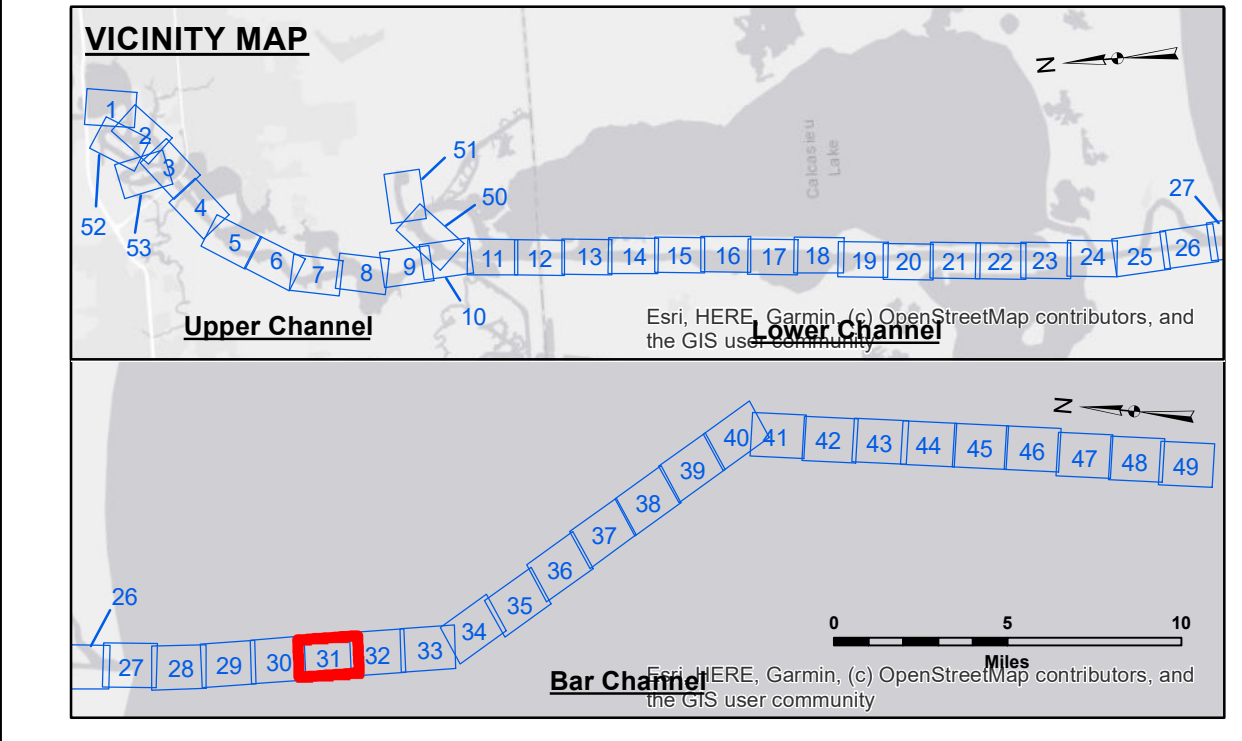 VICINITY MAP
N
1
2
3
4
5
6
7
8
9
10
11 12 13 14 15 16 17 18 19 20 21 22 23 24 25 26
27
50
51
52
53
Calcasieu
Lake
Upper Channel
Lower Channel
Esri, HERE, Garmin, (c) OpenStreetMap contributors, and
the GIS user community
N
26
27 28 29 30 31 32 33
34
35
36
37
38
39
40 41 42 43 44 45 46 47 48 49
0 5 10
Miles
Bar Channel
Esri, HERE, Garmin, (c) OpenStreetMap contributors, and
the GIS user community